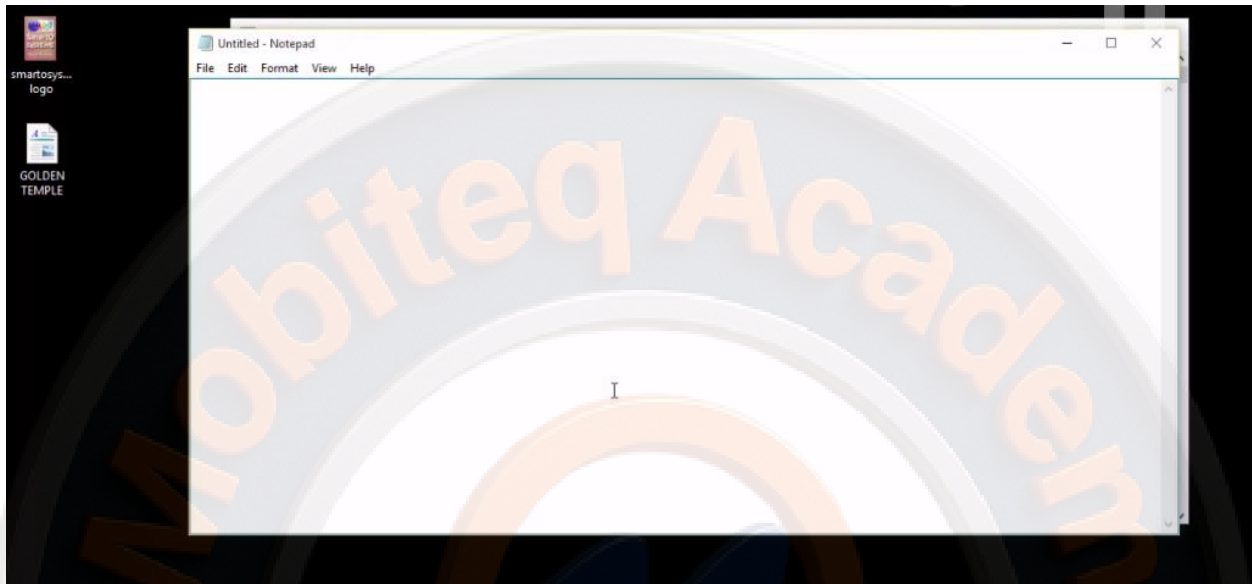 smartosys...
logo
GOLDEN
TEMPLE
Untitled - Notepad
File Edit Format View Help
Mobiteq Academ